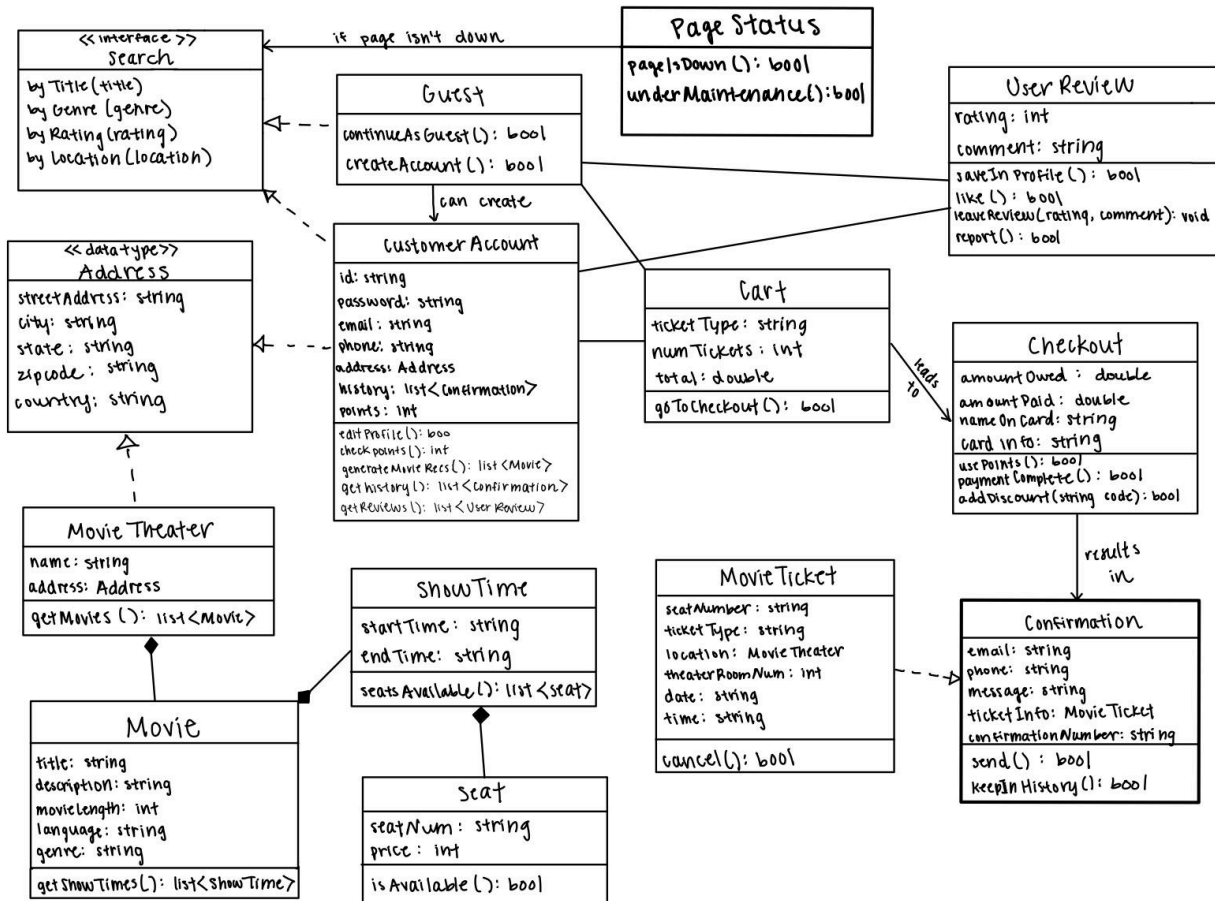 <<interface>>
Search
by Title(title)
by Genre(genre)
by Rating(rating)
by Location(location)
if page isn't down
Page Status
pageIsDown(): bool
underMaintenance():bool
Guest
continueAsGuest(): bool
createAccount(): bool
can create
User Review
rating: int
comment: string
saveInProfile(): bool
like(): bool
leaveReview(rating, comment): void
report(): bool
<<datatype>>
Address
streetAddress: string
city: string
state: string
zipcode: string
country: string
Customer Account
id: string
password: string
email: string
phone: string
address: Address
history: list<Confirmation>
points: int
editProfile(): boo
checkpoints(): int
generateMovieRecs(): list<Movie>
gethistory(): list<Confirmation>
getReviews(): list<UserReview>
Cart
ticketType: string
numTickets: int
total: double
goToCheckout(): bool
leads
to
Checkout
amountOwed: double
amountPaid: double
nameOnCard: string
card info: string
usePoints(): bool
paymentComplete(): bool
addDiscount(string code): bool
results
in
Movie Theater
name: string
address: Address
getMovies(): list<Movie>
ShowTime
startTime: string
endTime: string
seatsAvailable(): list<seat>
MovieTicket
seatNumber: string
ticketType: string
location: MovieTheater
theaterRoomNum: int
date: string
time: string
cancel(): bool
Confirmation
email: string
phone: string
message: string
ticketInfo: MovieTicket
confirmationNumber: string
send(): bool
keepInHistory(): bool
Movie
title: string
description: string
movieLength: int
language: string
genre: string
getShowTimes(): list<ShowTime>
Seat
seatNum: string
price: int
isAvailable(): bool